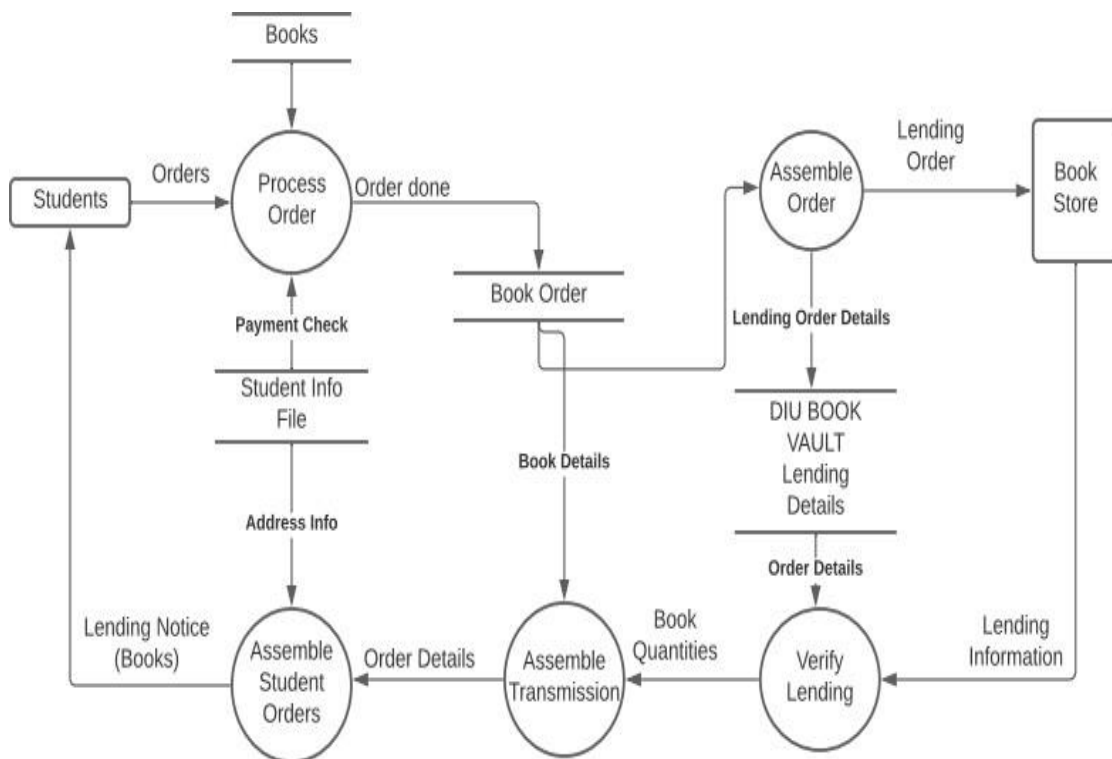 Books
Orders
Students
Process
Order
Order done
Assemble
Order
Lending
Order
Book
Store
Book Order
Payment Check
Lending Order Details
Student Info
File
DIU BOOK
VAULT
Lending
Details
Book Details
Address Info
Order Details
Lending Notice
(Books)
Assemble
Student
Orders
Order Details
Assemble
Transmission
Book
Quantities
Verify
Lending
Lending
Information